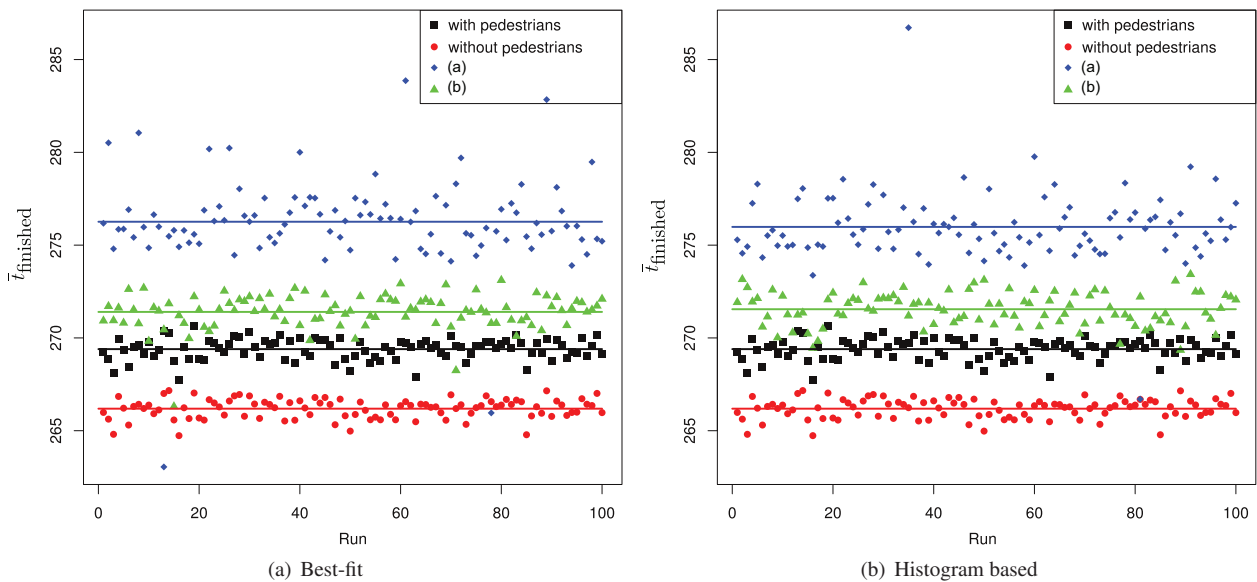 with pedestrians
without pedestrians
(a)
(b)
285
280
275
270
265
t̄finished
0 20 40 60 80 100
Run
(a) Best-fit
with pedestrians
without pedestrians
(a)
(b)
285
280
275
270
265
t̄finished
0 20 40 60 80 100
Run
(b) Histogram based